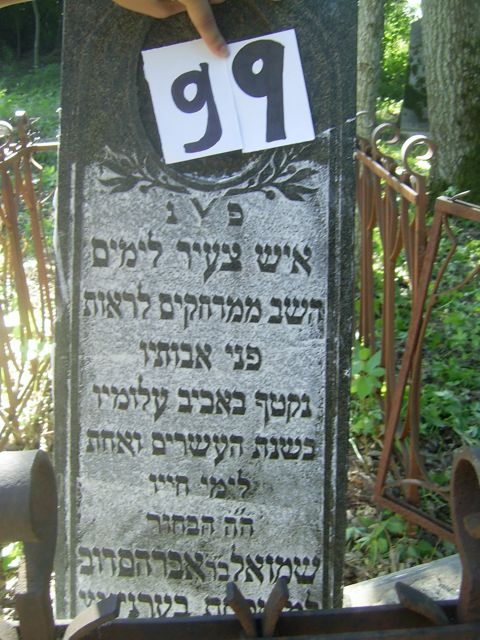 99
פ נ
איש צעיר לימים
השב ממרחקים לראות
פני אבותיו
נקטף באביב עלומיו
בשנת העשרים ואחת
לימי חייו
הה הבחור
שמואל בר אברהם דוב